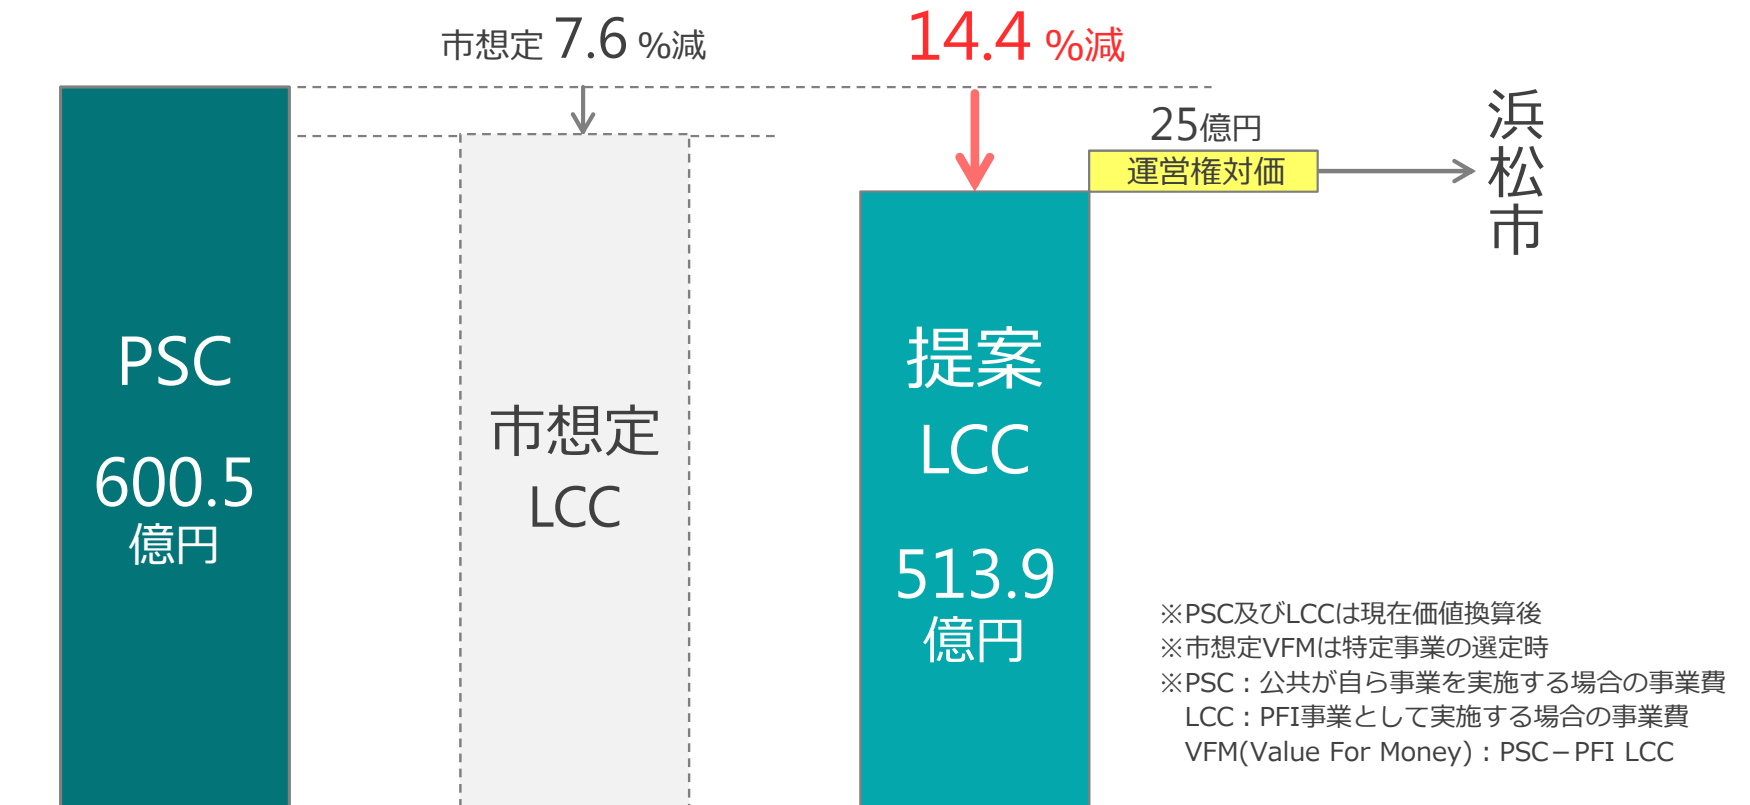 市想定 7.6 %減
14.4 %減
25億円
運営権対価
浜松市
PSC
600.5
億円
市想定
LCC
提案
LCC
513.9
億円
※PSC及びLCCは現在価値換算後
※市想定VFMは特定事業の選定時
※PSC：公共が自ら事業を実施する場合の事業費
LCC：PFI事業として実施する場合の事業費
VFM(Value For Money)：PSC－PFI LCC